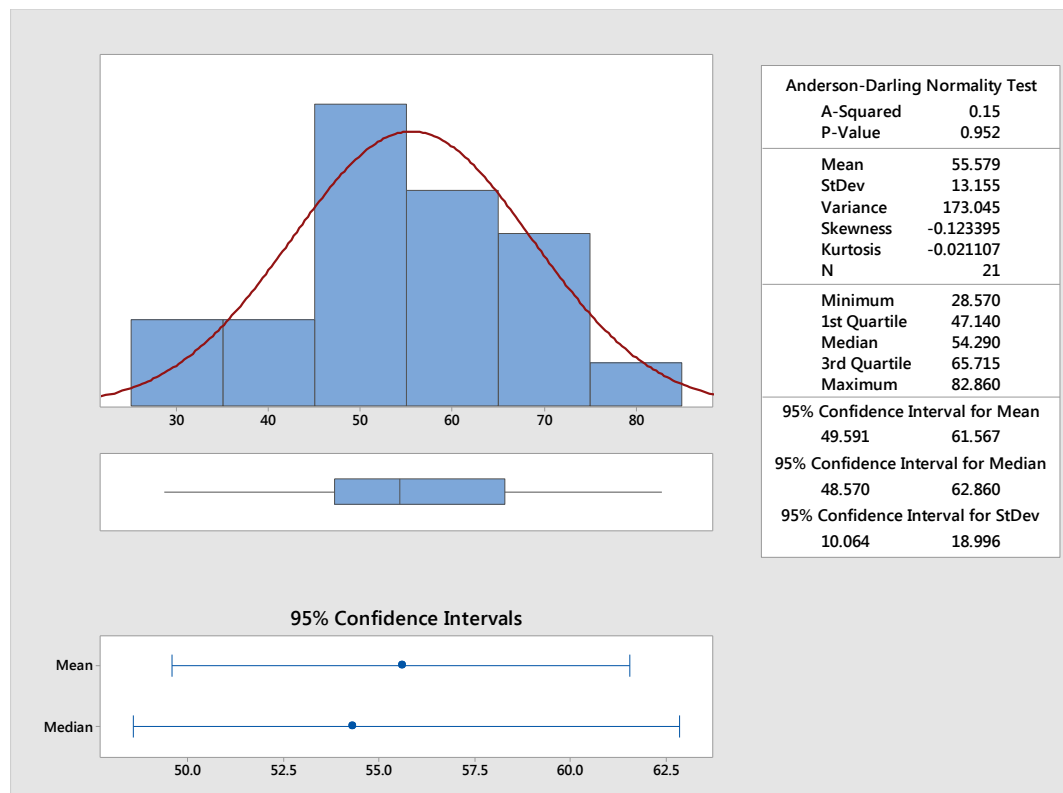 30 40 50 60 70 80
Anderson-Darling Normality Test
A-Squared 0.15
P-Value 0.952
Mean 55.579
StDev 13.155
Variance 173.045
Skewness -0.123395
Kurtosis -0.021107
N 21
Minimum 28.570
1st Quartile 47.140
Median 54.290
3rd Quartile 65.715
Maximum 82.860
95% Confidence Interval for Mean
49.591 61.567
95% Confidence Interval for Median
48.570 62.860
95% Confidence Interval for StDev
10.064 18.996
95% Confidence Intervals
Mean
Median
50.0 52.5 55.0 57.5 60.0 62.5